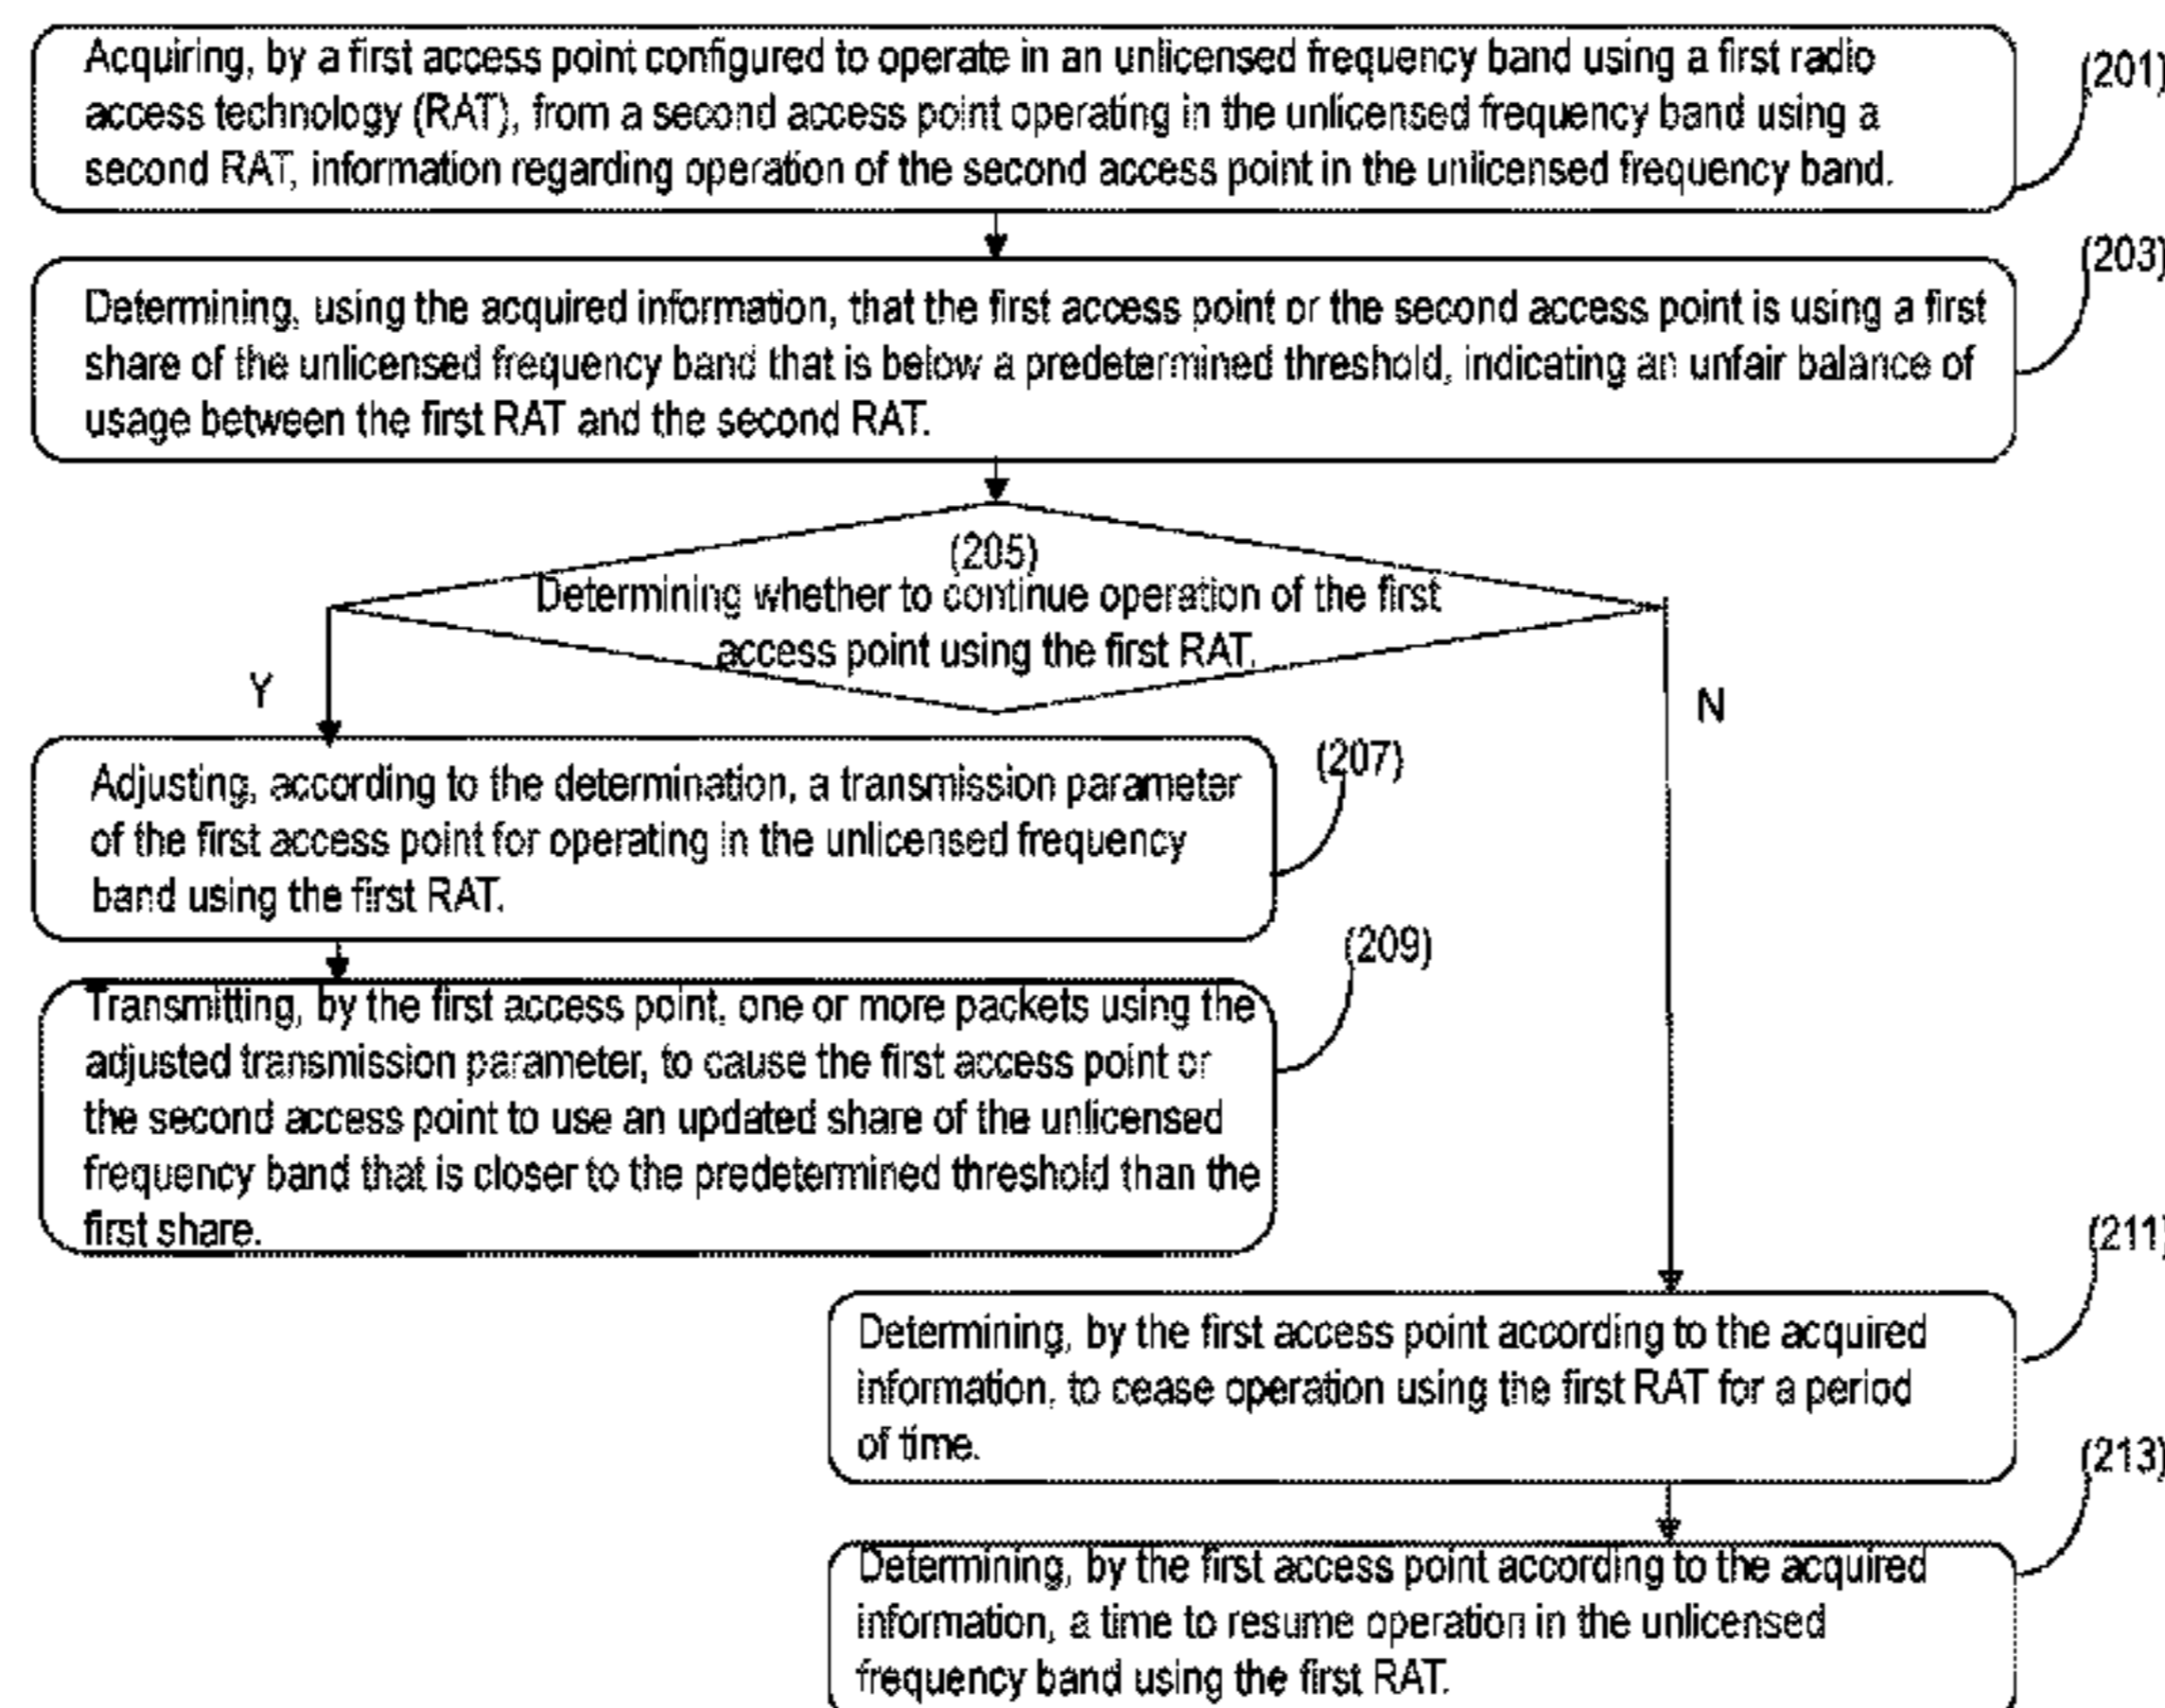 Acquiring, by a first access point configured to operate in an unlicensed frequency band using a first radio
access technology (RAT), from a second access point operating in the unlicensed frequency band using a
second RAT, information regarding operation of the second access point in the unlicensed frequency band.
(201)
Determining, using the acquired information, that the first access point or the second access point is using a first
share of the unlicensed frequency band that is below a predetermined threshold, indicating an unfair balance of
usage between the first RAT and the second RAT.
(203)
(205)
Determining whether to continue operation of the first
access point using the first RAT.
Y
N
Adjusting, according to the determination, a transmission parameter
of the first access point for operating in the unlicensed frequency
band using the first RAT.
(207)
Transmitting, by the first access point, one or more packets using the
adjusted transmission parameter, to cause the first access point or
the second access point to use an updated share of the unlicensed
frequency band that is closer to the predetermined threshold than the
first share.
(209)
Determining, by the first access point according to the acquired
information, to cease operation using the first RAT for a period
of time.
(211)
Determining, by the first access point according to the acquired
information, a time to resume operation in the unlicensed
frequency band using the first RAT.
(213)